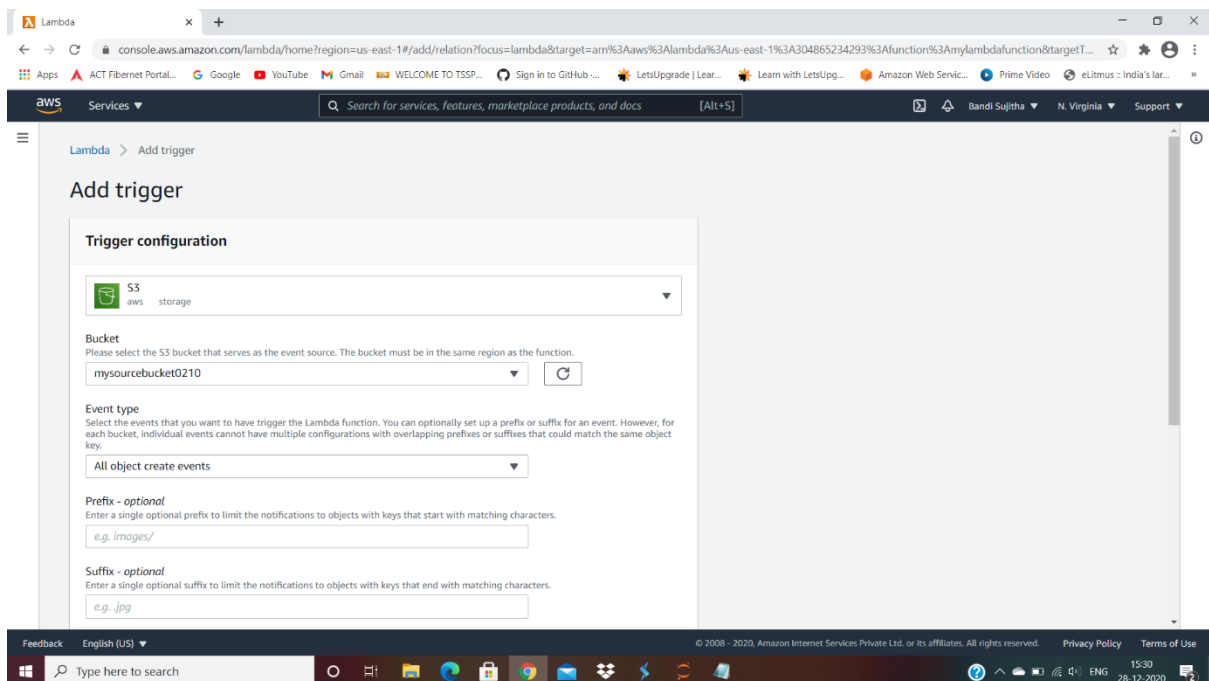 Lambda
console.aws.amazon.com/lambda/home?region=us-east-1#/add/relation?focus=lambda&target=arn%3Aaws%3Alambda%3Aus-east-1%3A304865234293%3Afunction%3Amylambdafunction&targetT...
Apps ACT Fibernet Portal... Google YouTube Gmail WELCOME TO TSSP... Sign in to GitHub ·... LetsUpgrade | Lear... Learn with LetsUpg... Amazon Web Servic... Prime Video eLitmus :: India's lar... »
aws Services Search for services, features, marketplace products, and docs [Alt+S] Bandi Sujitha N. Virginia Support
Lambda > Add trigger
Add trigger
Trigger configuration
S3
aws storage
Bucket
Please select the S3 bucket that serves as the event source. The bucket must be in the same region as the function.
mysourcebucket0210
Event type
Select the events that you want to have trigger the Lambda function. You can optionally set up a prefix or suffix for an event. However, for
each bucket, individual events cannot have multiple configurations with overlapping prefixes or suffixes that could match the same object
key.
All object create events
Prefix - optional
Enter a single optional prefix to limit the notifications to objects with keys that start with matching characters.
e.g. images/
Suffix - optional
Enter a single optional suffix to limit the notifications to objects with keys that end with matching characters.
e.g. .jpg
Feedback English (US) © 2008 - 2020, Amazon Internet Services Private Ltd. or its affiliates. All rights reserved. Privacy Policy Terms of Use
Type here to search ENG 15:30
28-12-2020 2